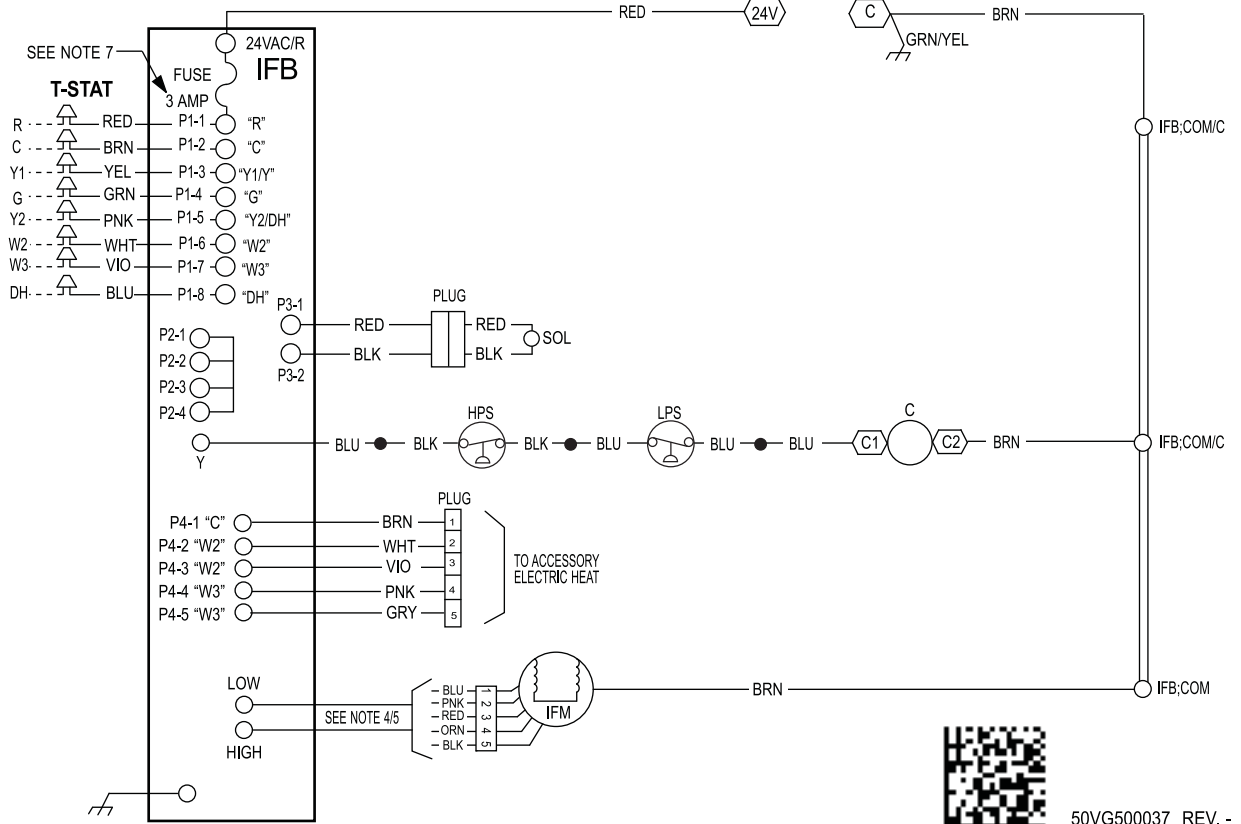 RED
24V
C
BRN
GRN/YEL
SEE NOTE 7
24VAC/R
IFB
FUSE
3 AMP
T-STAT
R RED P1-1 “R”
C BRN P1-2 “C”
Y1 YEL P1-3 “Y1/Y”
G GRN P1-4 “G”
Y2 PNK P1-5 “Y2/DH”
W2 WHT P1-6 “W2”
W3 VIO P1-7 “W3”
DH BLU P1-8 “DH”
IFB;COM/C
P3-1
PLUG
RED RED
SOL
BLK BLK
P3-2
P2-1
P2-2
P2-3
P2-4
HPS
LPS
C
Y
BLU BLK BLK BLU BLU BLU C1 C2 BRN
IFB;COM/C
PLUG
P4-1 “C” BRN 1
P4-2 “W2” WHT 2
P4-3 “W2” VIO 3
P4-4 “W3” PNK 4
P4-5 “W3” GRY 5
TO ACCESSORY
ELECTRIC HEAT
LOW
HIGH
SEE NOTE 4/5
BLU 1
PNK 2
RED 3
ORN 4
BLK 5
IFM
BRN
IFB;COM
50VG500037 REV. -